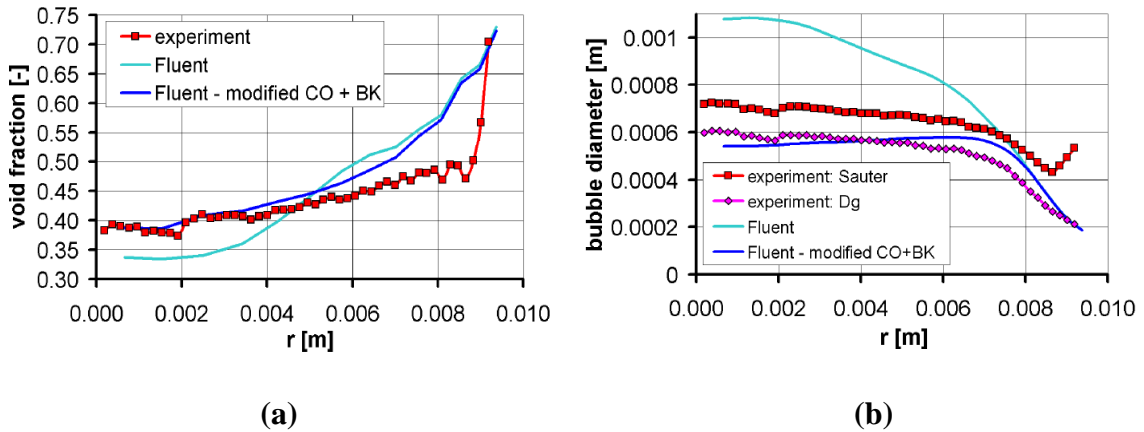 0.75
0.70
0.65
0.60
0.55
0.50
0.45
0.40
0.35
0.30
void fraction [-]
experiment
Fluent
Fluent - modified CO + BK
0.000 0.002 0.004 0.006 0.008 0.010
r [m]
(a)
0.001
0.0008
0.0006
0.0004
0.0002
0
bubble diameter [m]
experiment: Sauter
experiment: Dg
Fluent
Fluent - modified CO+BK
0.000 0.002 0.004 0.006 0.008 0.010
r [m]
(b)